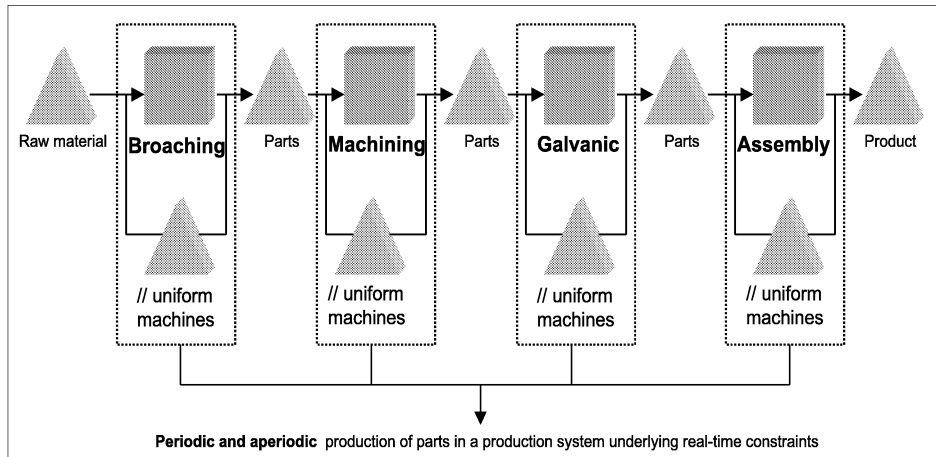 Raw material
Broaching
Parts
Machining
Parts
Galvanic
Parts
Assembly
Product
// uniform
machines
// uniform
machines
// uniform
machines
// uniform
machines
Periodic and aperiodic production of parts in a production system underlying real-time constraints